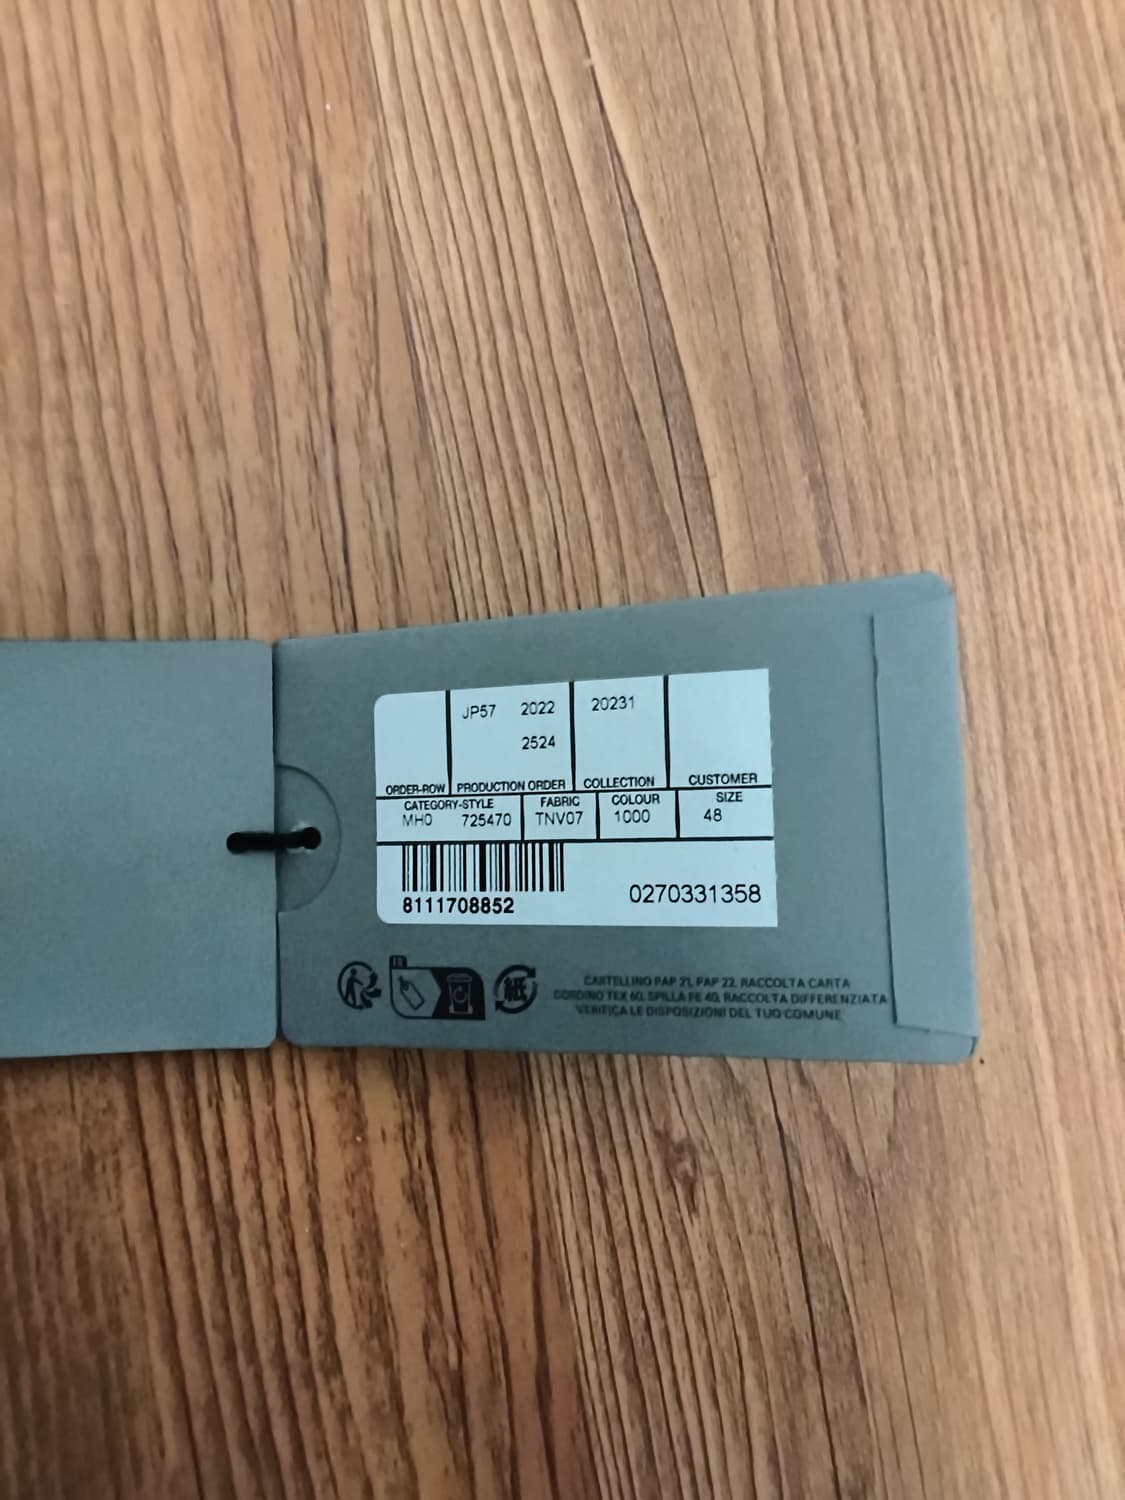 JP57 2022 20231
2524
ORDER-ROW PRODUCTION ORDER COLLECTION CUSTOMER
CATEGORY-STYLE FABRIC COLOUR SIZE
MH0 725470 TNV07 1000 48
8111708852 0270331358
FR
紙
CARTELLINO PAP 21, PAP 22, RACCOLTA CARTA
CORDINO TEX 60, SPILLA FE 40, RACCOLTA DIFFERENZIATA
VERIFICA LE DISPOSIZIONI DEL TUO COMUNE